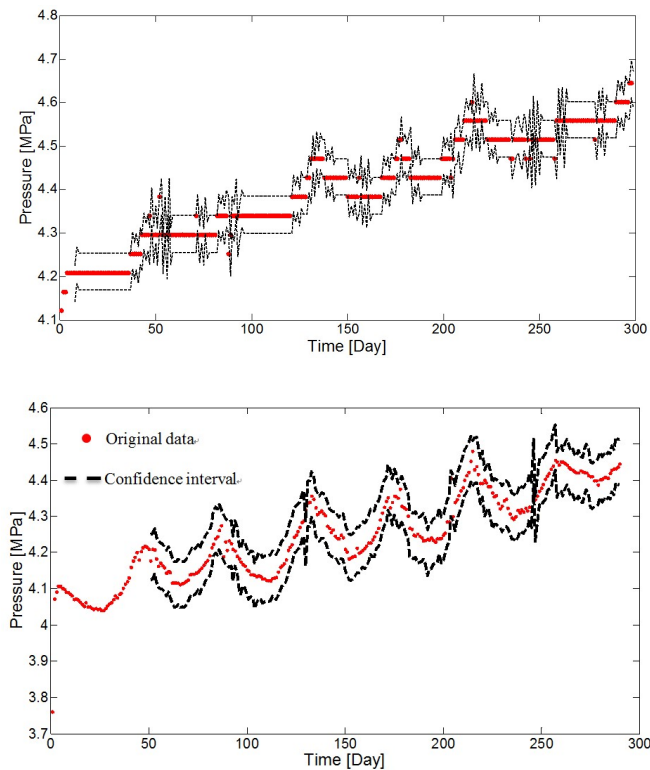 4.8
4.7
4.6
4.5
4.4
4.3
4.2
4.1
Pressure [MPa]
0 50 100 150 200 250 300
Time [Day]
4.6
4.5
4.4
4.3
4.2
4.1
4
3.9
3.8
3.7
Pressure [MPa]
Original data
Confidence interval
0 50 100 150 200 250 300
Time [Day]